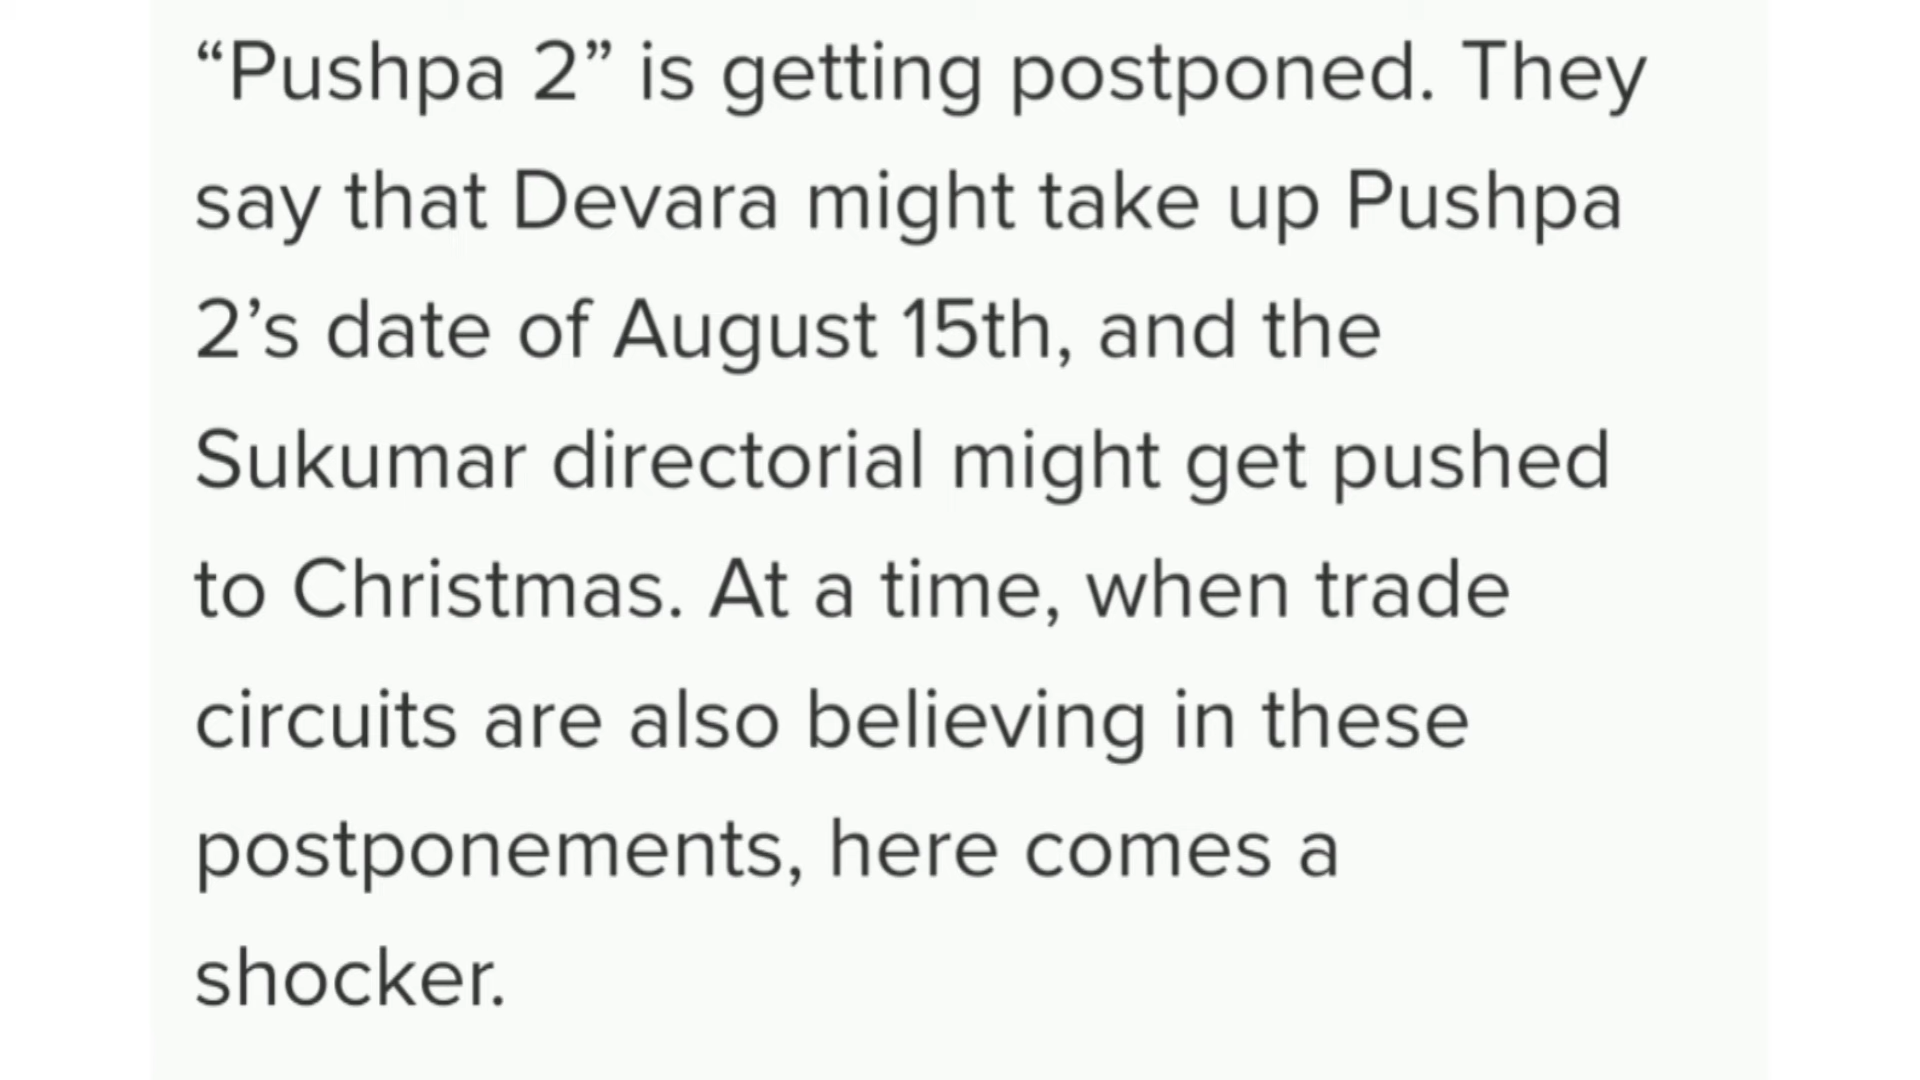 “Pushpa 2” is getting postponed. They
say that Devara might take up Pushpa
2’s date of August 15th, and the
Sukumar directorial might get pushed
to Christmas. At a time, when trade
circuits are also believing in these
postponements, here comes a
shocker.